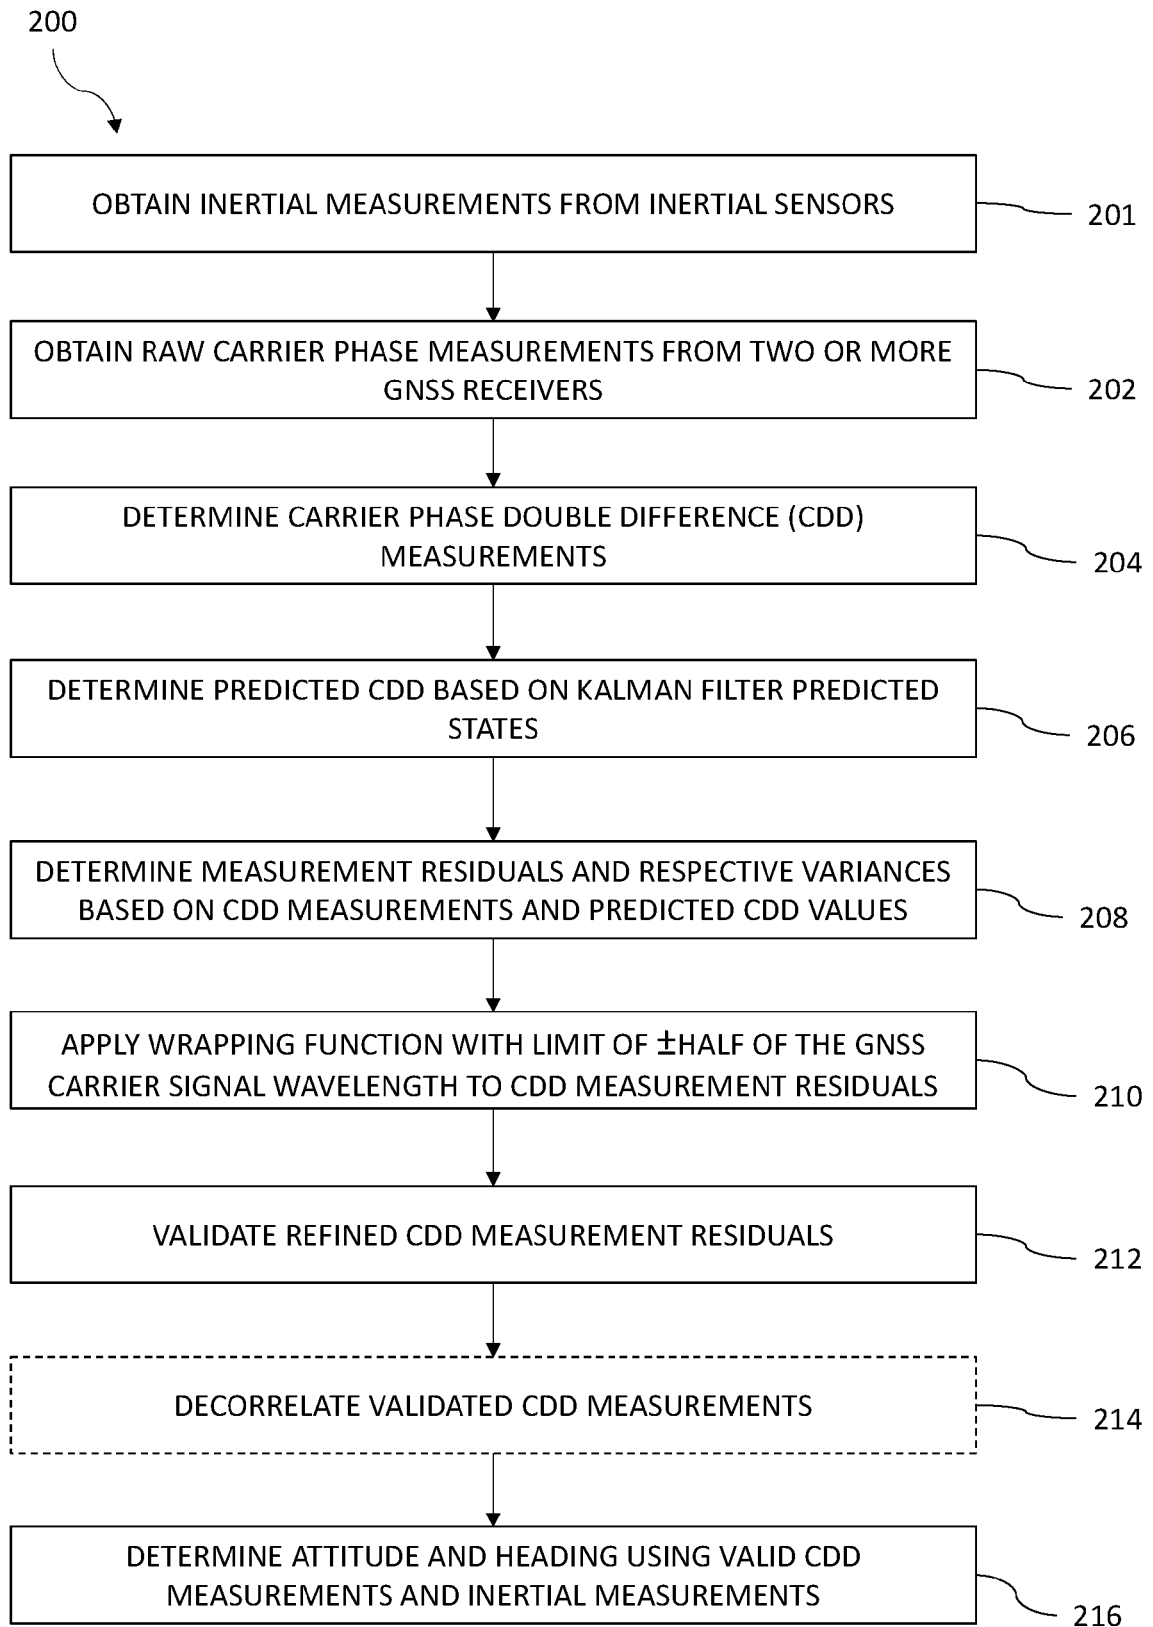 200
OBTAIN INERTIAL MEASUREMENTS FROM INERTIAL SENSORS
201
OBTAIN RAW CARRIER PHASE MEASUREMENTS FROM TWO OR MORE
GNSS RECEIVERS
202
DETERMINE CARRIER PHASE DOUBLE DIFFERENCE (CDD)
MEASUREMENTS
204
DETERMINE PREDICTED CDD BASED ON KALMAN FILTER PREDICTED
STATES
206
DETERMINE MEASUREMENT RESIDUALS AND RESPECTIVE VARIANCES
BASED ON CDD MEASUREMENTS AND PREDICTED CDD VALUES
208
APPLY WRAPPING FUNCTION WITH LIMIT OF ±HALF OF THE GNSS
CARRIER SIGNAL WAVELENGTH TO CDD MEASUREMENT RESIDUALS
210
VALIDATE REFINED CDD MEASUREMENT RESIDUALS
212
DECORRELATE VALIDATED CDD MEASUREMENTS
214
DETERMINE ATTITUDE AND HEADING USING VALID CDD
MEASUREMENTS AND INERTIAL MEASUREMENTS
216